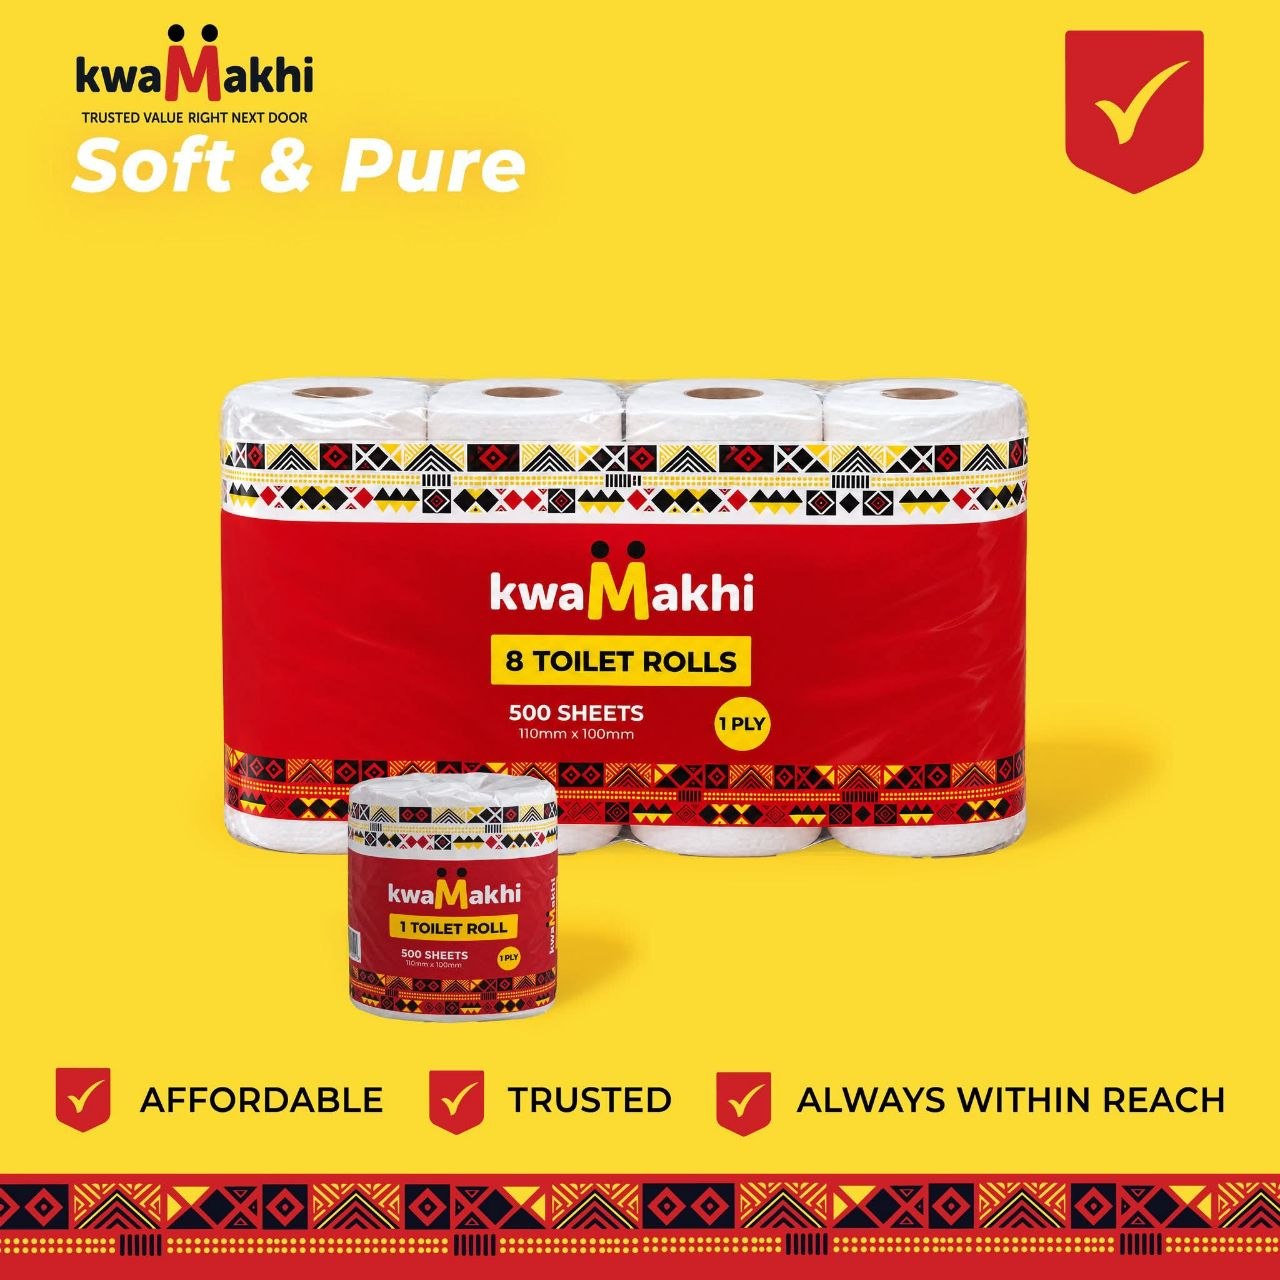 kwaMakhi
TRUSTED VALUE RIGHT NEXT DOOR
Soft & Pure
kwaMakhi
8 TOILET ROLLS
500 SHEETS
110mm x 100mm
1 PLY
kwaMakhi
1 TOILET ROLL
500 SHEETS
110mm x 100mm
1 PLY
kwaMakhi
AFFORDABLE
TRUSTED
ALWAYS WITHIN REACH